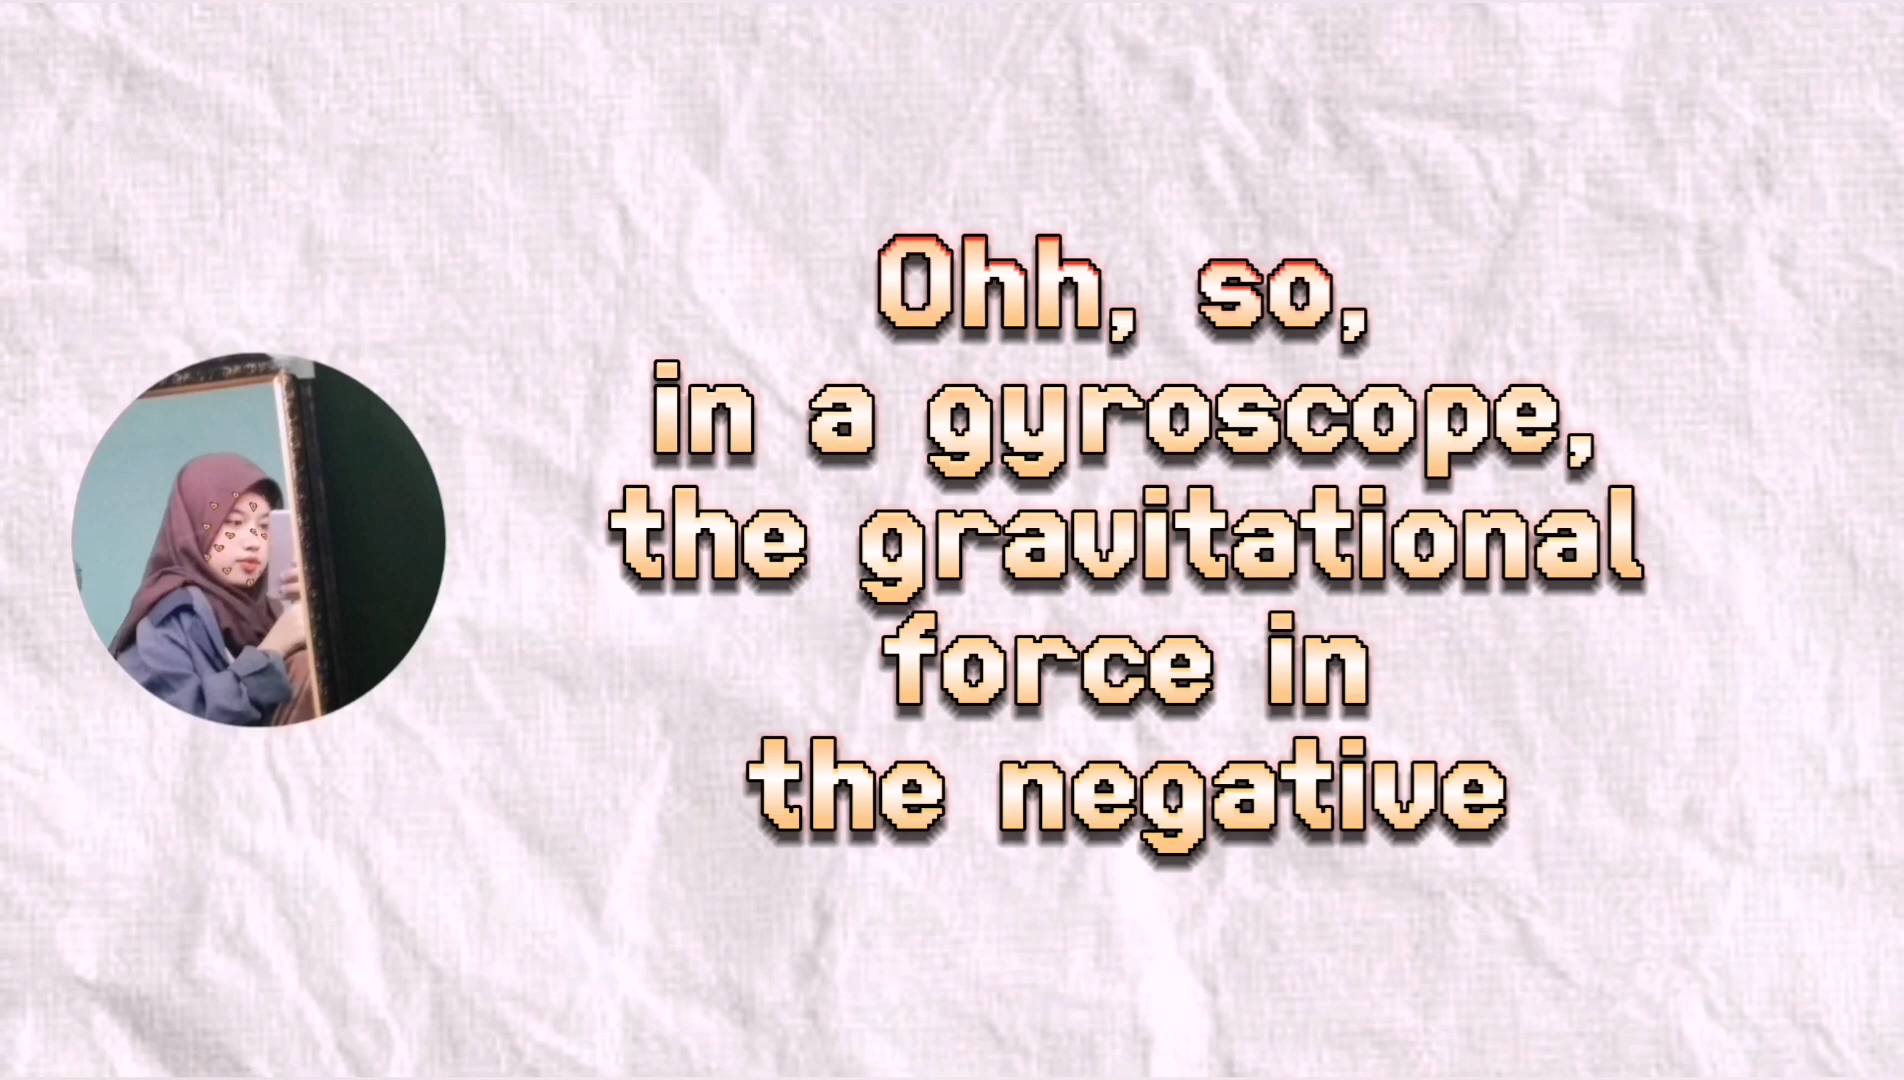 Ohh, so,
in a gyroscope,
the gravitational
force in
the negative